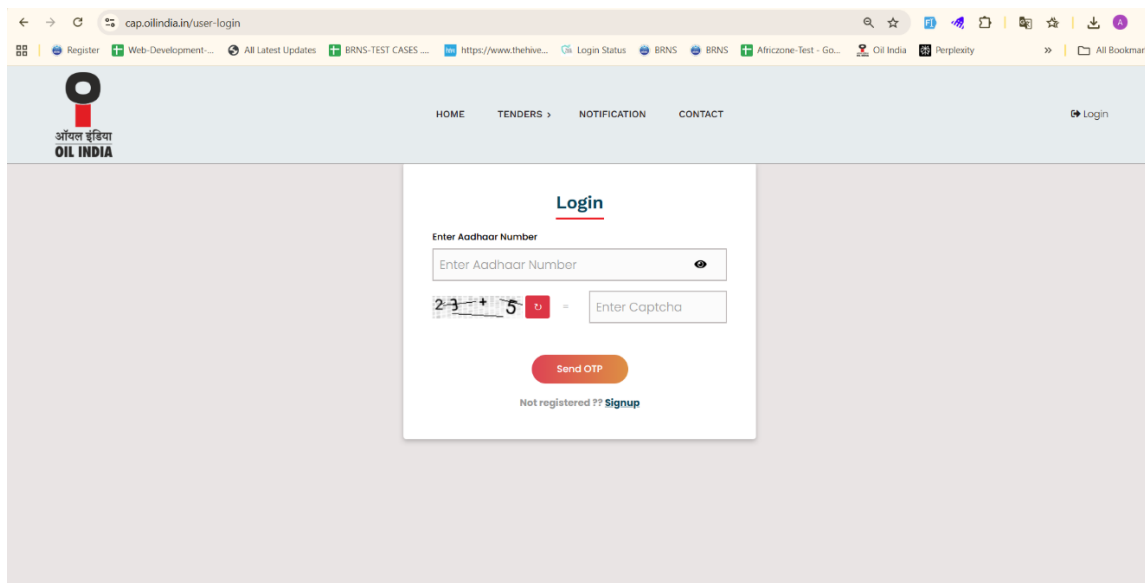 cap.oilindia.in/user-login
Register Web-Development-... All Latest Updates BRNS-TEST CASES .... https://www.thehive... Login Status BRNS BRNS Africzone-Test - Go... Oil India Perplexity » All Bookmar
ऑयल इंडिया
OIL INDIA
HOME TENDERS › NOTIFICATION CONTACT
Login
Login
Enter Aadhaar Number
Enter Aadhaar Number
23 + 5 = Enter Captcha
Send OTP
Not registered ?? Signup